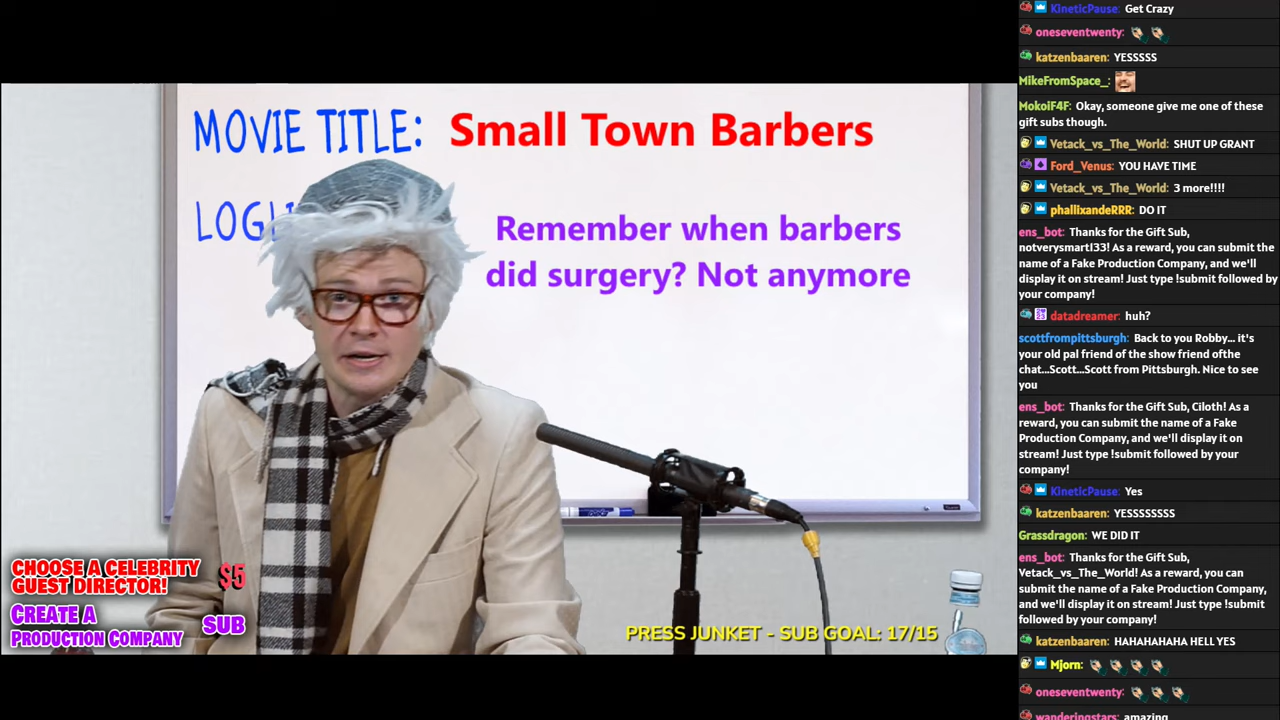 MOVIE TITLE: Small Town Barbers
LOGLI
Remember when barbers
did surgery? Not anymore
CHOOSE A CELEBRITY
GUEST DIRECTOR! $5
CREATE A
PRODUCTION COMPANY SUB
PRESS JUNKET - SUB GOAL: 17/15
KineticPause: Get Crazy
oneseventwenty:
katzenbaaren: YESSSSS
MikeFromSpace_:
MokoiF4F: Okay, someone give me one of these
gift subs though.
Vetack_vs_The_World: SHUT UP GRANT
Ford_Venus: YOU HAVE TIME
Vetack_vs_The_World: 3 more!!!!
phallixandeRRR: DO IT
ens_bot: Thanks for the Gift Sub,
notverysmart133! As a reward, you can submit the
name of a Fake Production Company, and we'll
display it on stream! Just type !submit followed by
your company!
datadreamer: huh?
scottfrompittsburgh: Back to you Robby... it's
your old pal friend of the show friend ofthe
chat...Scott...Scott from Pittsburgh. Nice to see
you
ens_bot: Thanks for the Gift Sub, Ciloth! As a
reward, you can submit the name of a Fake
Production Company, and we'll display it on
stream! Just type !submit followed by your
company!
KineticPause: Yes
katzenbaaren: YESSSSSSSS
Grassdragon: WE DID IT
ens_bot: Thanks for the Gift Sub,
Vetack_vs_The_World! As a reward, you can
submit the name of a Fake Production Company,
and we'll display it on stream! Just type !submit
followed by your company!
katzenbaaren: HAHAHAHAHA HELL YES
Mjorn:
oneseventwenty:
wanderingstars: amazing